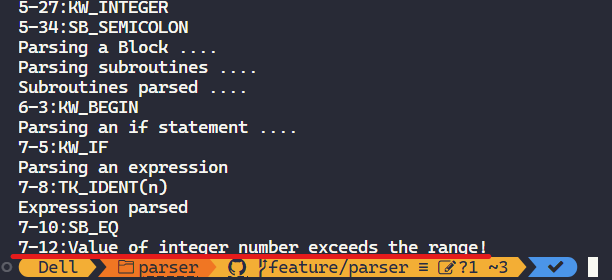 5-27:KW_INTEGER
5-34:SB_SEMICOLON
Parsing a Block ....
Parsing subroutines ....
Subroutines parsed ....
6-3:KW_BEGIN
Parsing an if statement ....
7-5:KW_IF
Parsing an expression
7-8:TK_IDENT(n)
Expression parsed
7-10:SB_EQ
7-12:Value of integer number exceeds the range!
Dell parser feature/parser ≡ ?1 ~3